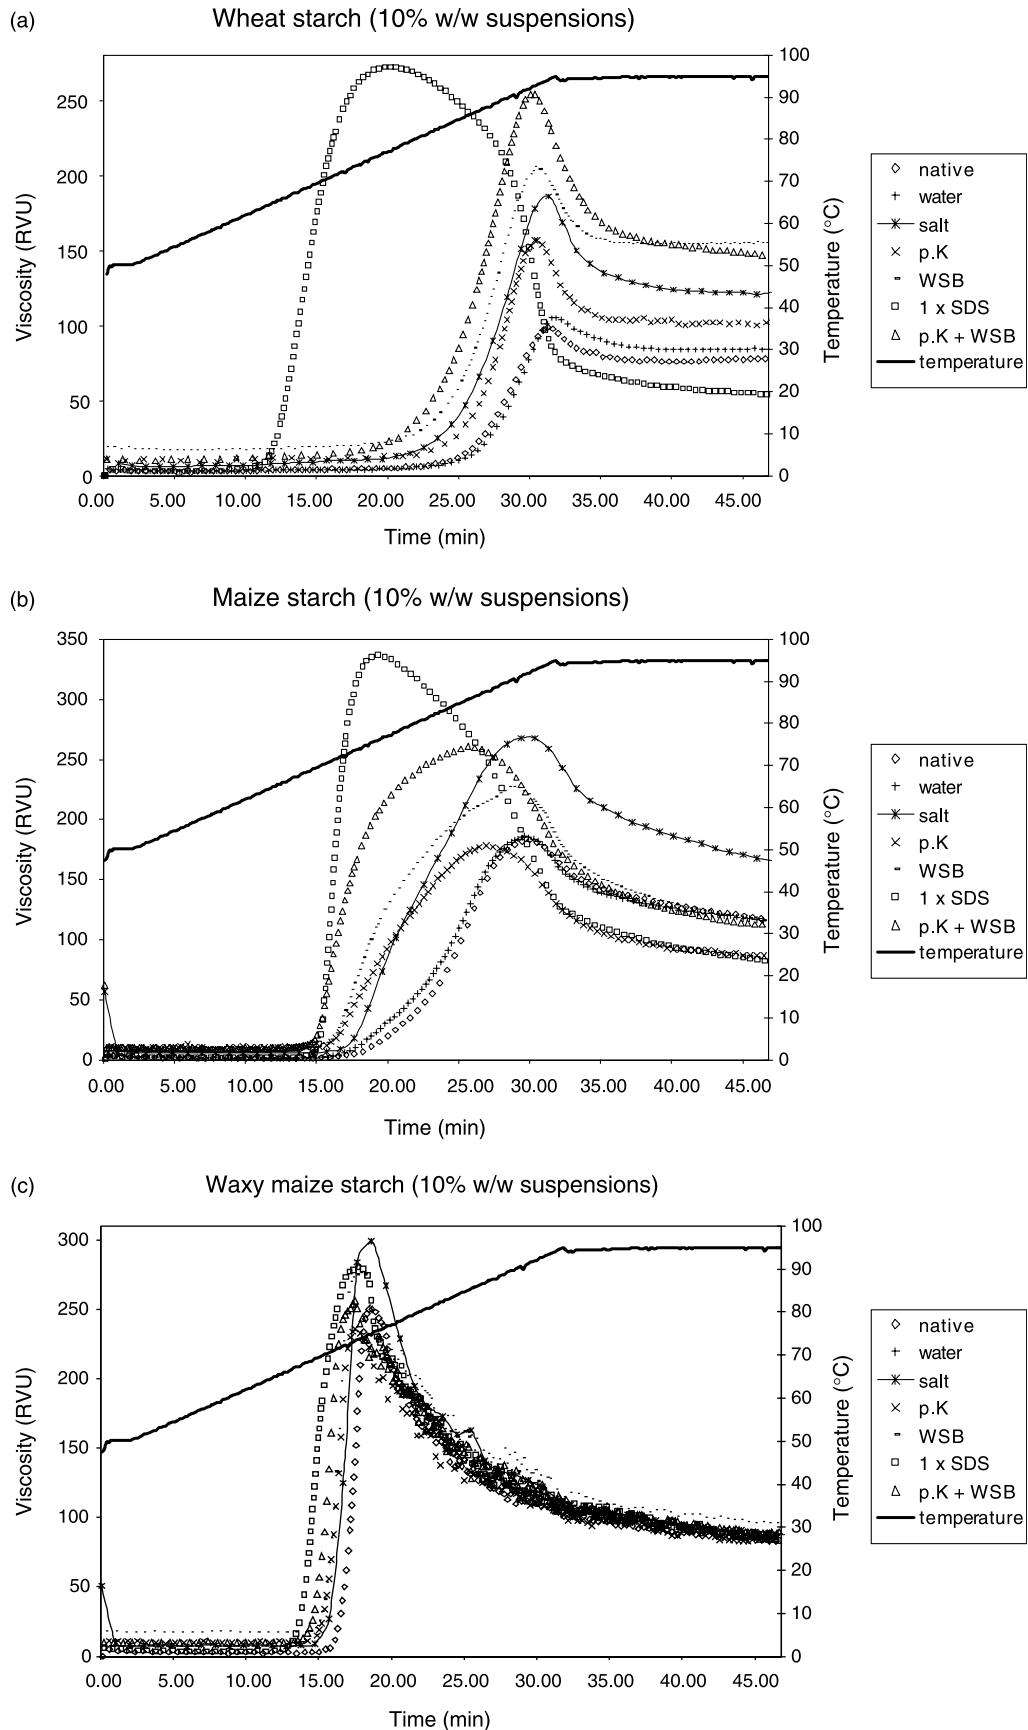 (a)
Wheat starch (10% w/w suspensions)
Viscosity (RVU)
250
200
150
100
50
0
100
90
80
70
60
50
40
30
20
10
0
Temperature (°C)
0.00 5.00 10.00 15.00 20.00 25.00 30.00 35.00 40.00 45.00
Time (min)
native
water
salt
p.K
WSB
1 x SDS
p.K + WSB
temperature
(b)
Maize starch (10% w/w suspensions)
Viscosity (RVU)
350
300
250
200
150
100
50
0
100
90
80
70
60
50
40
30
20
10
0
Temperature (°C)
0.00 5.00 10.00 15.00 20.00 25.00 30.00 35.00 40.00 45.00
Time (min)
native
water
salt
p.K
WSB
1 x SDS
p.K + WSB
temperature
(c)
Waxy maize starch (10% w/w suspensions)
Viscosity (RVU)
300
250
200
150
100
50
0
100
90
80
70
60
50
40
30
20
10
0
Temperature (°C)
0.00 5.00 10.00 15.00 20.00 25.00 30.00 35.00 40.00 45.00
Time (min)
native
water
salt
p.K
WSB
1 x SDS
p.K + WSB
temperature